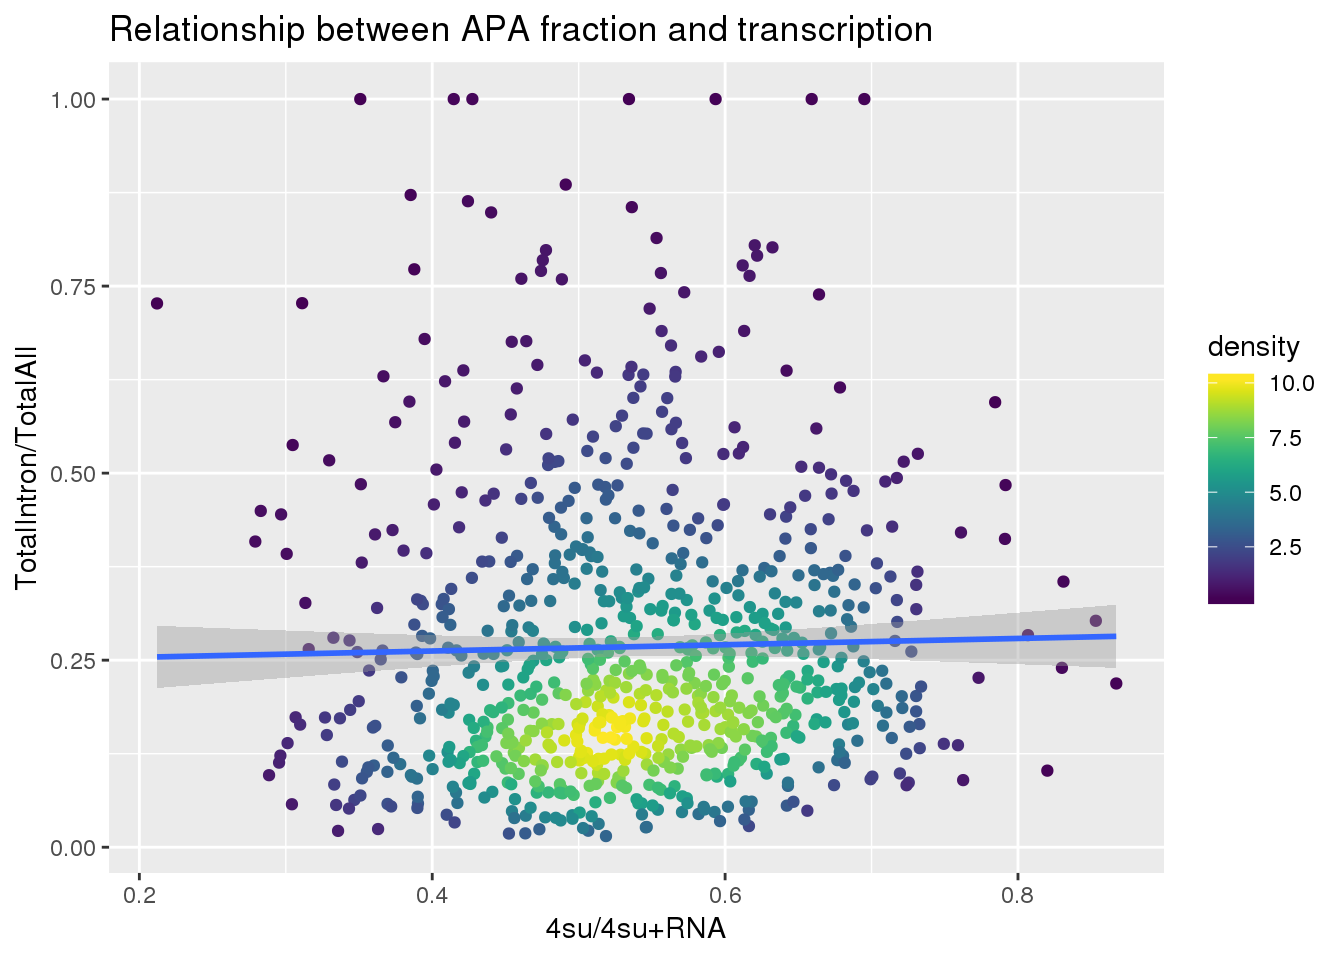 Relationship between APA fraction and transcription
TotalIntron/TotalAll
1.00
0.75
0.50
0.25
0.00
0.2 0.4 0.6 0.8
4su/4su+RNA
density
10.0
7.5
5.0
2.5